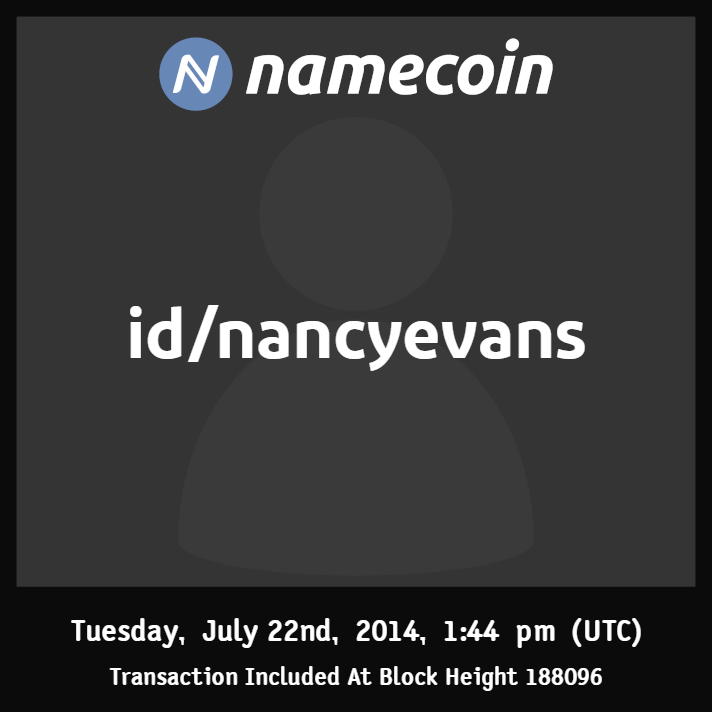 namecoin
id/nancyevans
Tuesday, July 22nd, 2014, 1:44 pm (UTC)
Transaction Included At Block Height 188096